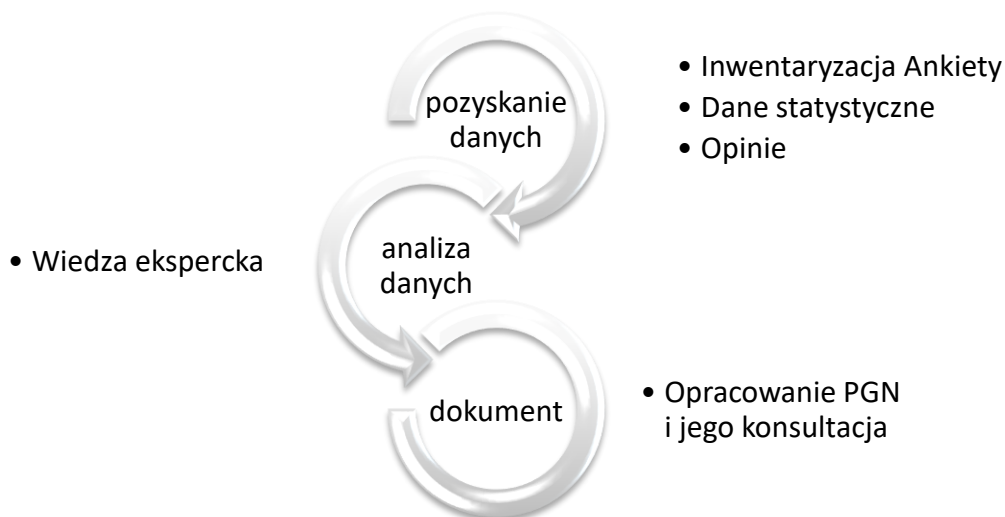 pozyskanie
danych
• Inwentaryzacja Ankiety
• Dane statystyczne
• Opinie
analiza
danych
• Wiedza ekspercka
dokument
• Opracowanie PGN
i jego konsultacja